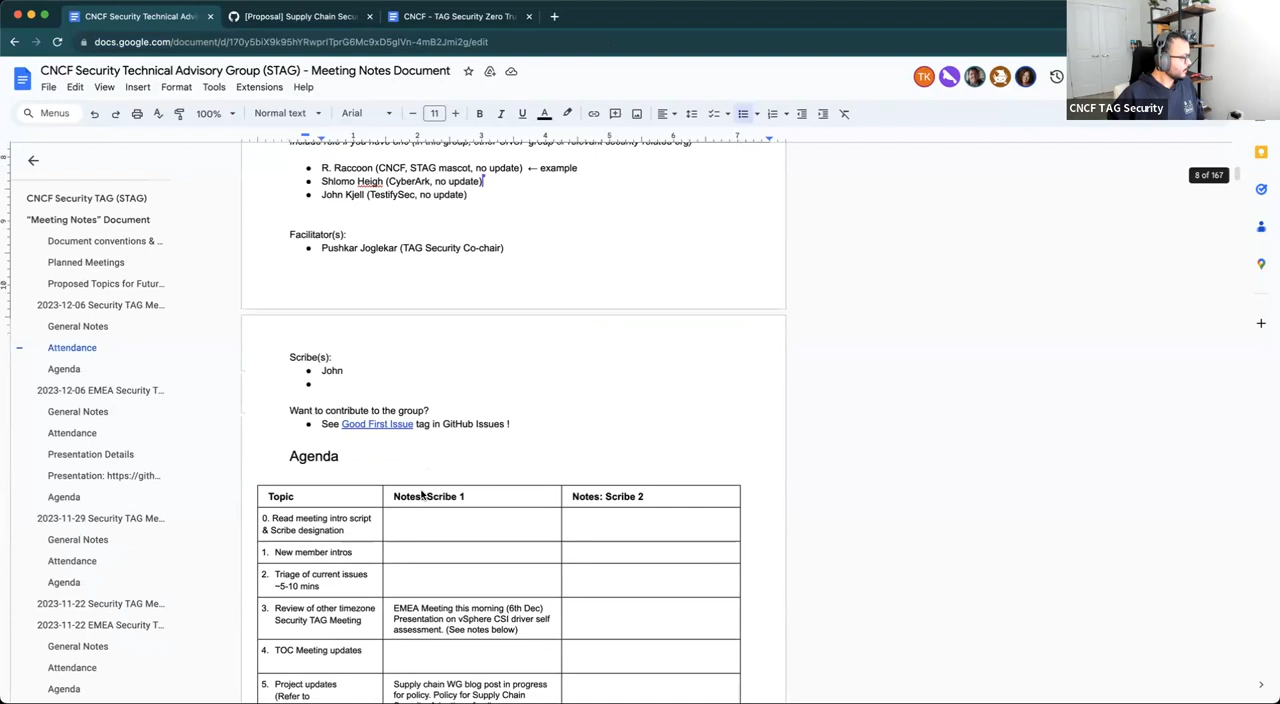 CNCF Security Technical Advi
[Proposal] Supply Chain Secu
CNCF - TAG Security Zero Tru
docs.google.com/document/d/170y5biX9k95hYRwprITprG6Mc9xD5glVn-4mB2Jmi2g/edit
CNCF Security Technical Advisory Group (STAG) - Meeting Notes Document
File Edit View Insert Format Tools Extensions Help
TK
CNCF TAG Security
Menus
100%
Normal text
Arial
11
B I U A
1 2 3 4 5 6 7
R. Raccoon (CNCF, STAG mascot, no update) ← example
Shlomo Heigh (CyberArk, no update)
John Kjell (TestifySec, no update)
8 of 167
Facilitator(s):
Pushkar Joglekar (TAG Security Co-chair)
Scribe(s):
John
Want to contribute to the group?
See Good First Issue tag in GitHub Issues !
Agenda
Topic
Notes: Scribe 1
Notes: Scribe 2
0. Read meeting intro script
& Scribe designation
1. New member intros
2. Triage of current issues
~5-10 mins
3. Review of other timezone
Security TAG Meeting
EMEA Meeting this morning (6th Dec)
Presentation on vSphere CSI driver self
assessment. (See notes below)
4. TOC Meeting updates
5. Project updates
(Refer to
Supply chain WG blog post in progress
for policy. Policy for Supply Chain
CNCF Security TAG (STAG)
"Meeting Notes" Document
Document conventions & ...
Planned Meetings
Proposed Topics for Futur...
2023-12-06 Security TAG Me...
General Notes
Attendance
Agenda
2023-12-06 EMEA Security T...
General Notes
Attendance
Presentation Details
Presentation: https://gith...
Agenda
2023-11-29 Security TAG Me...
General Notes
Attendance
Agenda
2023-11-22 Security TAG Me...
2023-11-22 EMEA Security T...
General Notes
Attendance
Agenda